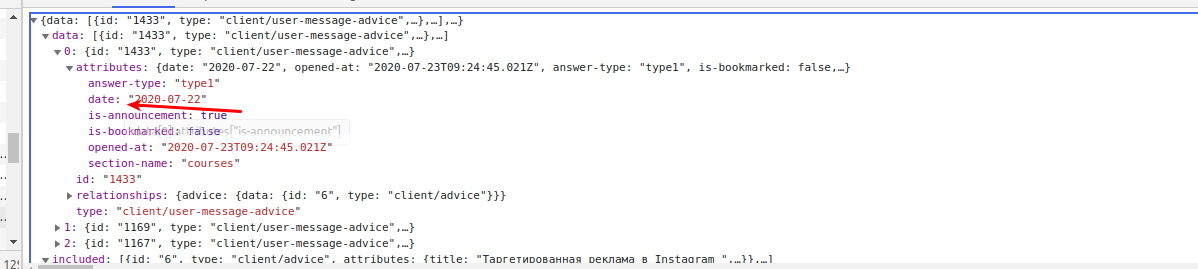 {data: [{id: "1433", type: "client/user-message-advice",…},…],…}
data: [{id: "1433", type: "client/user-message-advice",…},…]
0: {id: "1433", type: "client/user-message-advice",…}
attributes: {date: "2020-07-22", opened-at: "2020-07-23T09:24:45.021Z", answer-type: "type1", is-bookmarked: false,…}
answer-type: "type1"
date: "2020-07-22"
is-announcement: true
is-bookmarked: false
opened-at: "2020-07-23T09:24:45.021Z"
section-name: "courses"
id: "1433"
relationships: {advice: {data: {id: "6", type: "client/advice"}}}
type: "client/user-message-advice"
1: {id: "1169", type: "client/user-message-advice",…}
2: {id: "1167", type: "client/user-message-advice",…}
included: [{id: "6", type: "client/advice", attributes: {title: "Таргетированная реклама в Instagram ",…}},…]